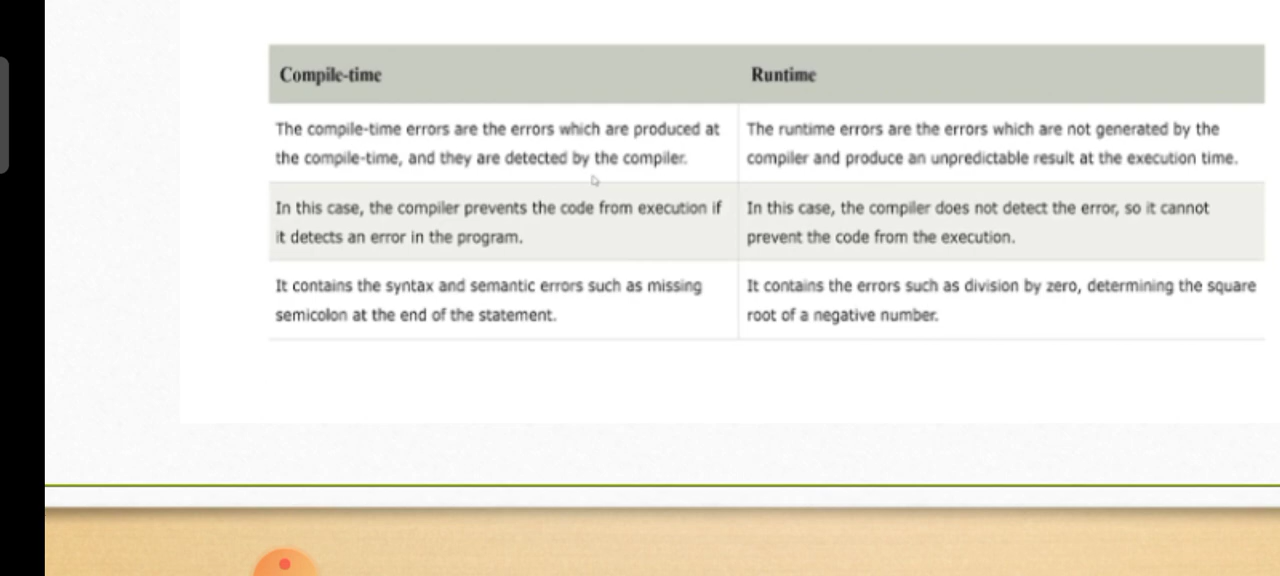 Compile-time
Runtime
The compile-time errors are the errors which are produced at
the compile-time, and they are detected by the compiler.
The runtime errors are the errors which are not generated by the
compiler and produce an unpredictable result at the execution time.
In this case, the compiler prevents the code from execution if
it detects an error in the program.
In this case, the compiler does not detect the error, so it cannot
prevent the code from the execution.
It contains the syntax and semantic errors such as missing
semicolon at the end of the statement.
It contains the errors such as division by zero, determining the square
root of a negative number.